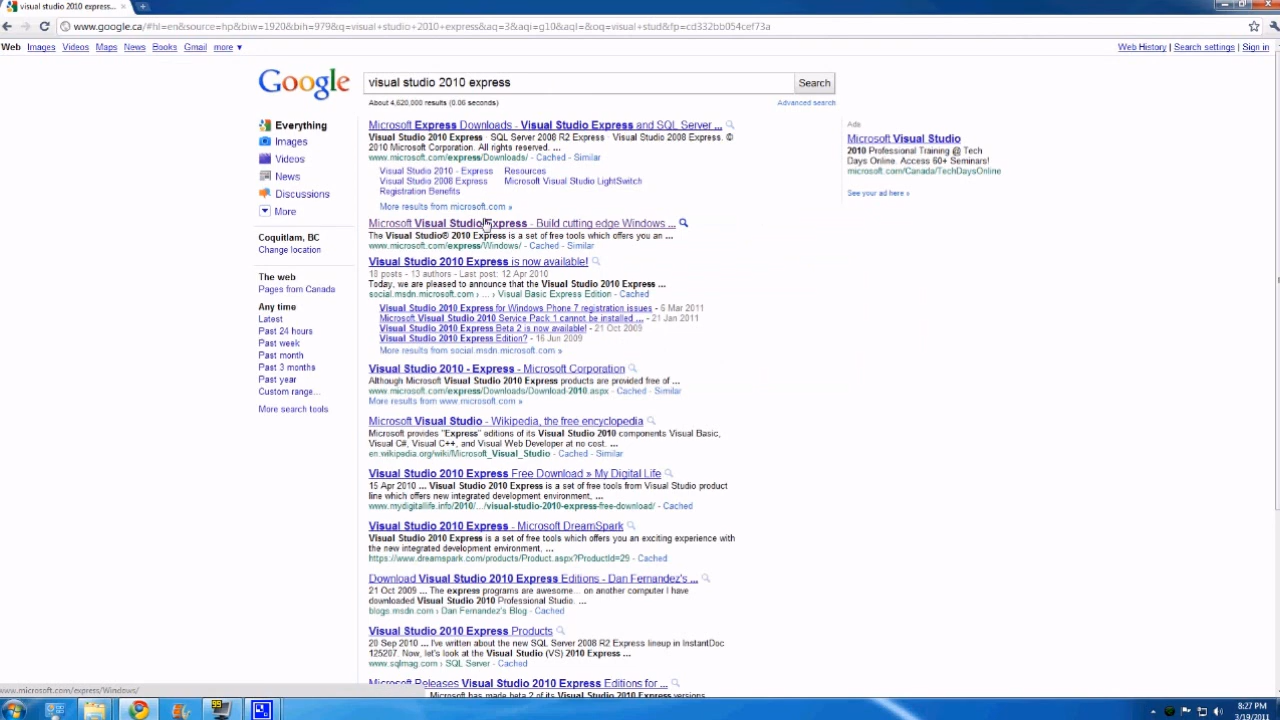 visual studio 2010 express...
www.google.ca/#hl=en&source=hp&biw=1920&bih=979&q=visual+studio+2010+express&aq=3&aqi=g10&aql=&oq=visual+stud&fp=cd332bb054cef73a
Web Images Videos Maps News Books Gmail more ▼
Web History | Search settings | Sign in
Google
visual studio 2010 express
Search
About 4,620,000 results (0.06 seconds)
Advanced search
Everything
Images
Videos
News
Discussions
More
Coquitlam, BC
Change location
The web
Pages from Canada
Any time
Latest
Past 24 hours
Past week
Past month
Past 3 months
Past year
Custom range...
More search tools
Microsoft Express Downloads - Visual Studio Express and SQL Server ...
Visual Studio 2010 Express · SQL Server 2008 R2 Express · Visual Studio 2008 Express. ©
2010 Microsoft Corporation. All rights reserved. ...
www.microsoft.com/express/Downloads/ - Cached - Similar
Visual Studio 2010 - Express
Resources
Visual Studio 2008 Express
Microsoft Visual Studio LightSwitch
Registration Benefits
More results from microsoft.com »
Microsoft Visual Studio Express - Build cutting edge Windows ...
The Visual Studio® 2010 Express is a set of free tools which offers you an ...
www.microsoft.com/express/Windows/ - Cached - Similar
Visual Studio 2010 Express is now available!
18 posts - 13 authors - Last post: 12 Apr 2010
Today, we are pleased to announce that the Visual Studio 2010 Express ...
social.msdn.microsoft.com › ... › Visual Basic Express Edition - Cached
Visual Studio 2010 Express for Windows Phone 7 registration issues - 6 Mar 2011
Microsoft Visual Studio 2010 Service Pack 1 cannot be installed ... - 21 Jan 2011
Visual Studio 2010 Express Beta 2 is now available! - 21 Oct 2009
Visual Studio 2010 Express Edition? - 16 Jun 2009
More results from social.msdn.microsoft.com »
Visual Studio 2010 - Express - Microsoft Corporation
Although Microsoft Visual Studio 2010 Express products are provided free of ...
www.microsoft.com/express/Downloads/Download-2010.aspx - Cached - Similar
More results from www.microsoft.com »
Microsoft Visual Studio - Wikipedia, the free encyclopedia
Microsoft provides "Express" editions of its Visual Studio 2010 components Visual Basic,
Visual C#, Visual C++, and Visual Web Developer at no cost. ...
en.wikipedia.org/wiki/Microsoft_Visual_Studio - Cached - Similar
Visual Studio 2010 Express Free Download » My Digital Life
15 Apr 2010 ... Visual Studio 2010 Express is a set of free tools from Visual Studio product
line which offers new integrated development environment, ...
www.mydigitallife.info/2010/.../visual-studio-2010-express-free-download/ - Cached
Visual Studio 2010 Express - Microsoft DreamSpark
Visual Studio 2010 Express is a set of free tools which offers you an exciting experience with
the new integrated development environment, ...
https://www.dreamspark.com/products/Product.aspx?ProductId=29 - Cached
Download Visual Studio 2010 Express Editions - Dan Fernandez's ...
21 Oct 2009 ... The express programs are awesome... on another computer I have
downloaded Visual Studio 2010 Professional Studio. ...
blogs.msdn.com › Dan Fernandez's Blog - Cached
Visual Studio 2010 Express Products
20 Sep 2010 ... I've written about the new SQL Server 2008 R2 Express lineup in InstantDoc
125207. Now, let's look at the Visual Studio (VS) 2010 Express ...
www.sqlmag.com › SQL Server - Cached
Microsoft Releases Visual Studio 2010 Express Editions for ...
Microsoft has made beta 2 of its Visual Studio 2010 Express versions
Ads
Microsoft Visual Studio
2010 Professional Training @ Tech
Days Online. Access 60+ Seminars!
microsoft.com/Canada/TechDaysOnline
See your ad here »
www.microsoft.com/express/Windows/
99
8:27 PM
3/19/2011